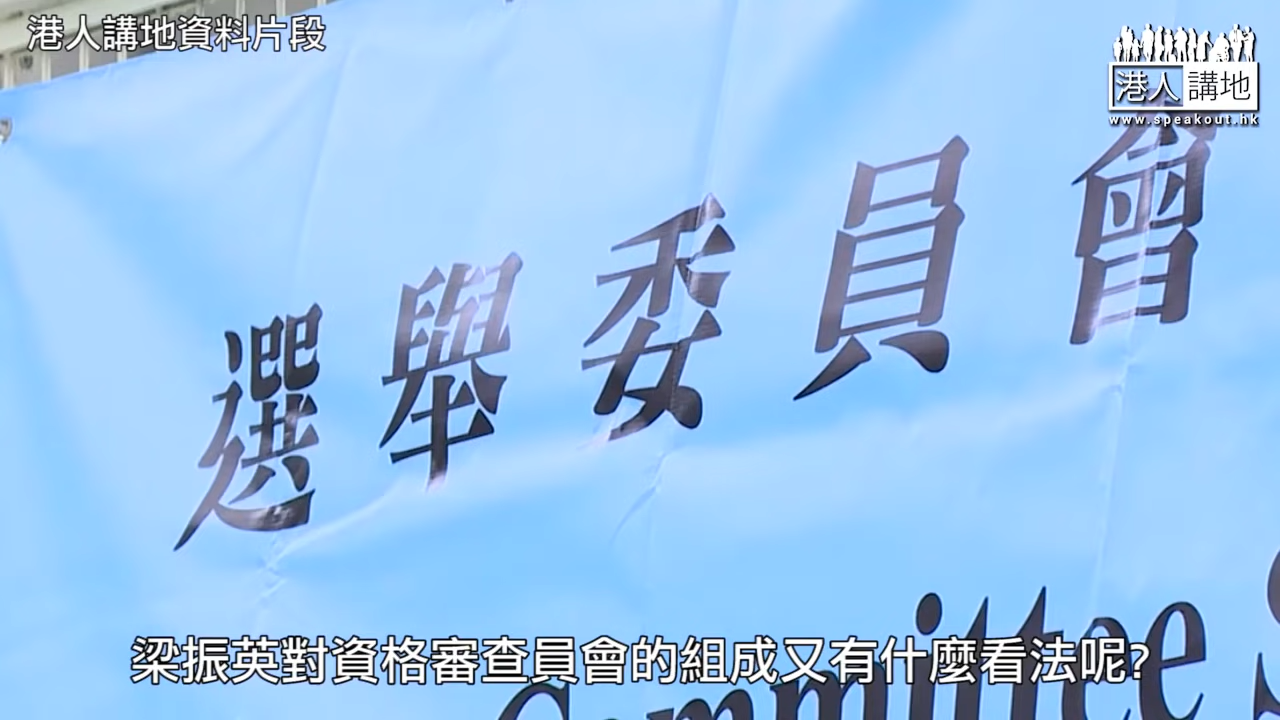 港人講地資料片段
港人講地
www.speakout.hk
選舉委員會
Committee S
梁振英對資格審查員會的組成又有什麼看法呢?